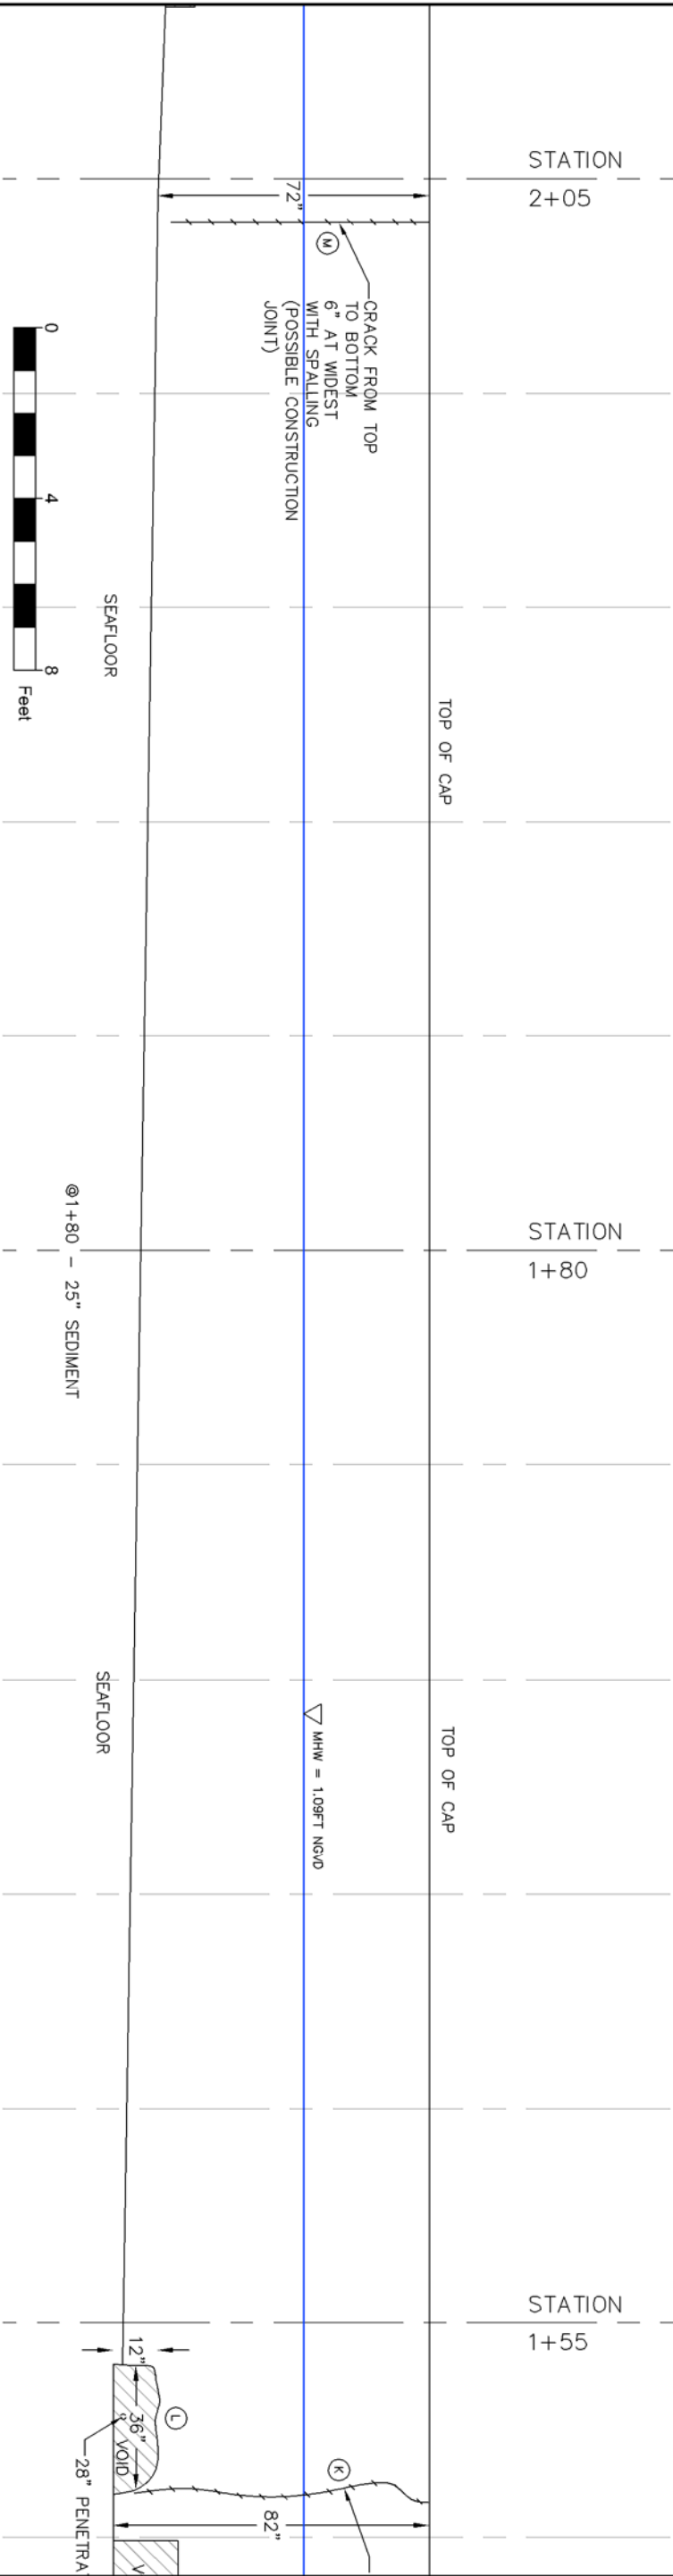 STATION
2+05
72"
M
CRACK FROM TOP
TO BOTTOM
6" AT WIDEST
WITH SPALLING
(POSSIBLE CONSTRUCTION
JOINT)
0
4
8
Feet
SEAFLOOR
TOP OF CAP
STATION
1+80
@1+80 - 25" SEDIMENT
SEAFLOOR
MHW = 1.09FT NGVD
TOP OF CAP
STATION
1+55
12"
36"
VOID
L
28" PENETRA
K
82"
V